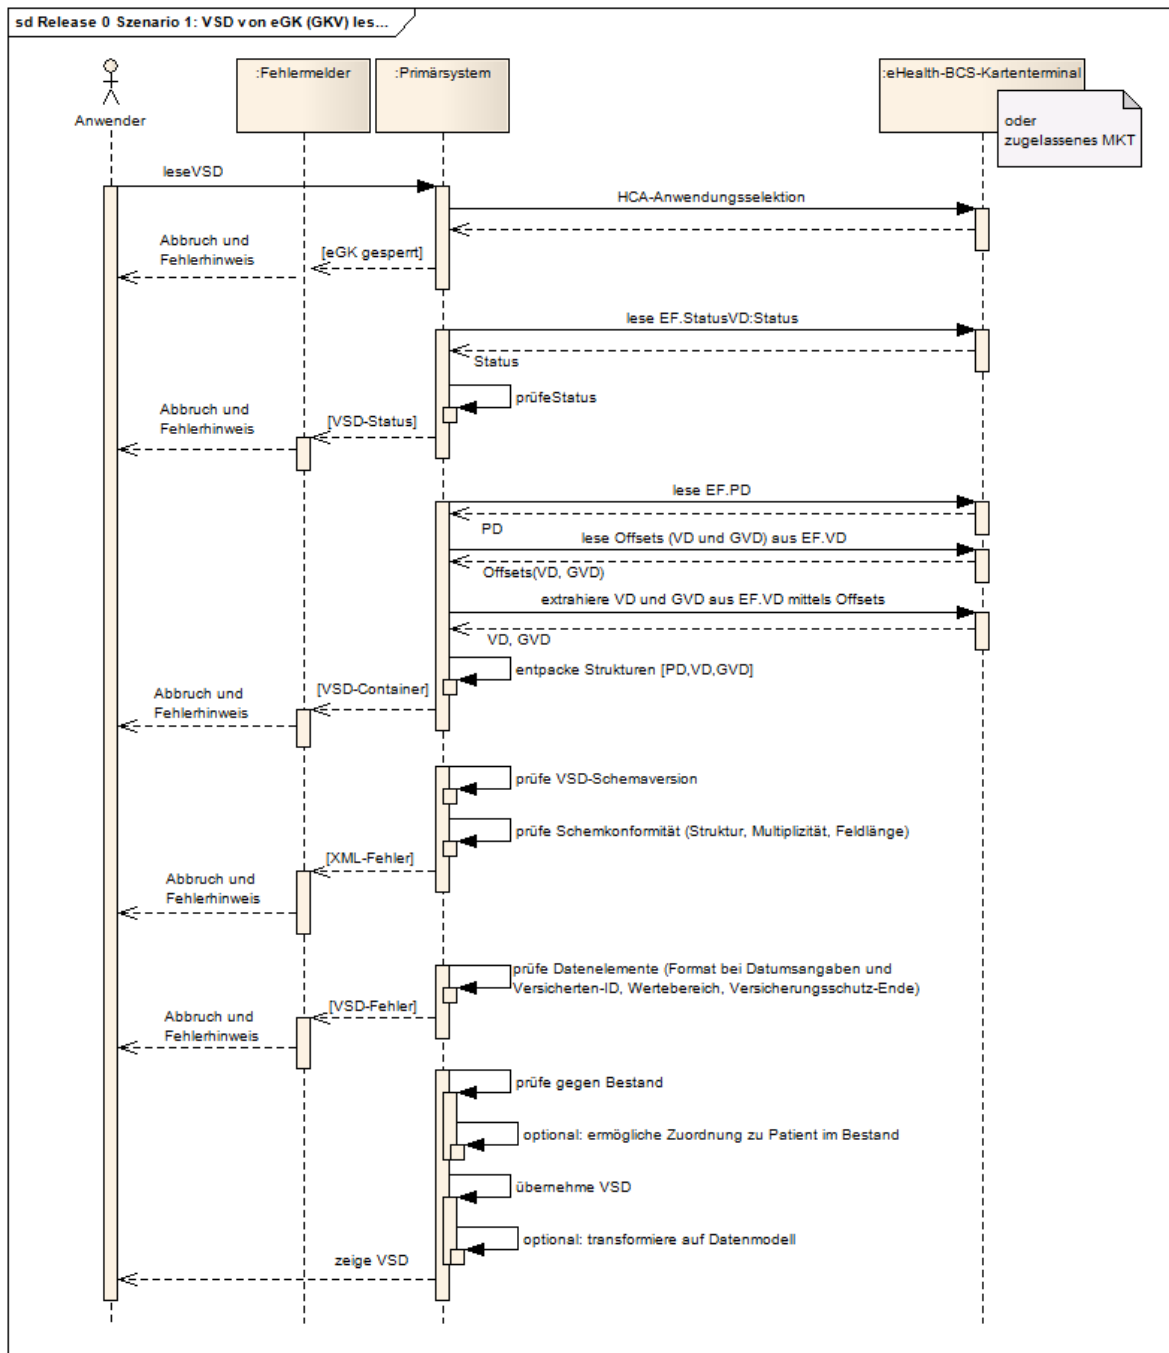 sd Release 0 Szenario 1: VSD von eGK (GKV) les...
:Fehlermelder
:Primärsystem
:eHealth-BCS-Kartenterminal
oder
zugelassenes MKT
Anwender
leseVSD
HCA-Anwendungsselektion
Abbruch und
Fehlerhinweis
[eGK gesperrt]
lese EF.StatusVD:Status
Status
prüfeStatus
Abbruch und
Fehlerhinweis
[VSD-Status]
lese EF.PD
PD
lese Offsets (VD und GVD) aus EF.VD
Offsets(VD, GVD)
extrahiere VD und GVD aus EF.VD mittels Offsets
VD, GVD
entpacke Strukturen [PD,VD,GVD]
[VSD-Container]
Abbruch und
Fehlerhinweis
prüfe VSD-Schemaversion
prüfe Schemkonformität (Struktur, Multiplizität, Feldlänge)
[XML-Fehler]
Abbruch und
Fehlerhinweis
prüfe Datenelemente (Format bei Datumsangaben und
Versicherten-ID, Wertebereich, Versicherungsschutz-Ende)
[VSD-Fehler]
Abbruch und
Fehlerhinweis
prüfe gegen Bestand
optional: ermögliche Zuordnung zu Patient im Bestand
übernehme VSD
optional: transformiere auf Datenmodell
zeige VSD